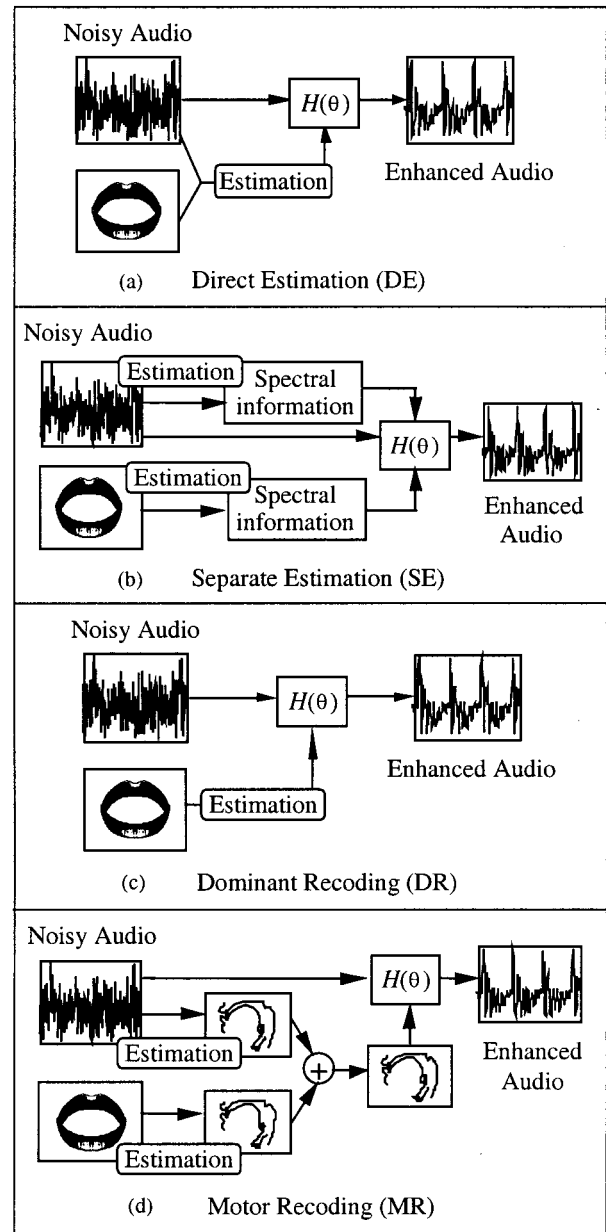 Noisy Audio
H(θ)
Estimation
Enhanced Audio
(a) Direct Estimation (DE)
Noisy Audio
Estimation
Spectral
information
H(θ)
Estimation
Spectral
information
Enhanced
Audio
(b) Separate Estimation (SE)
Noisy Audio
H(θ)
Enhanced Audio
Estimation
(c) Dominant Recoding (DR)
Noisy Audio
H(θ)
Estimation
+
Enhanced
Audio
Estimation
(d) Motor Recoding (MR)